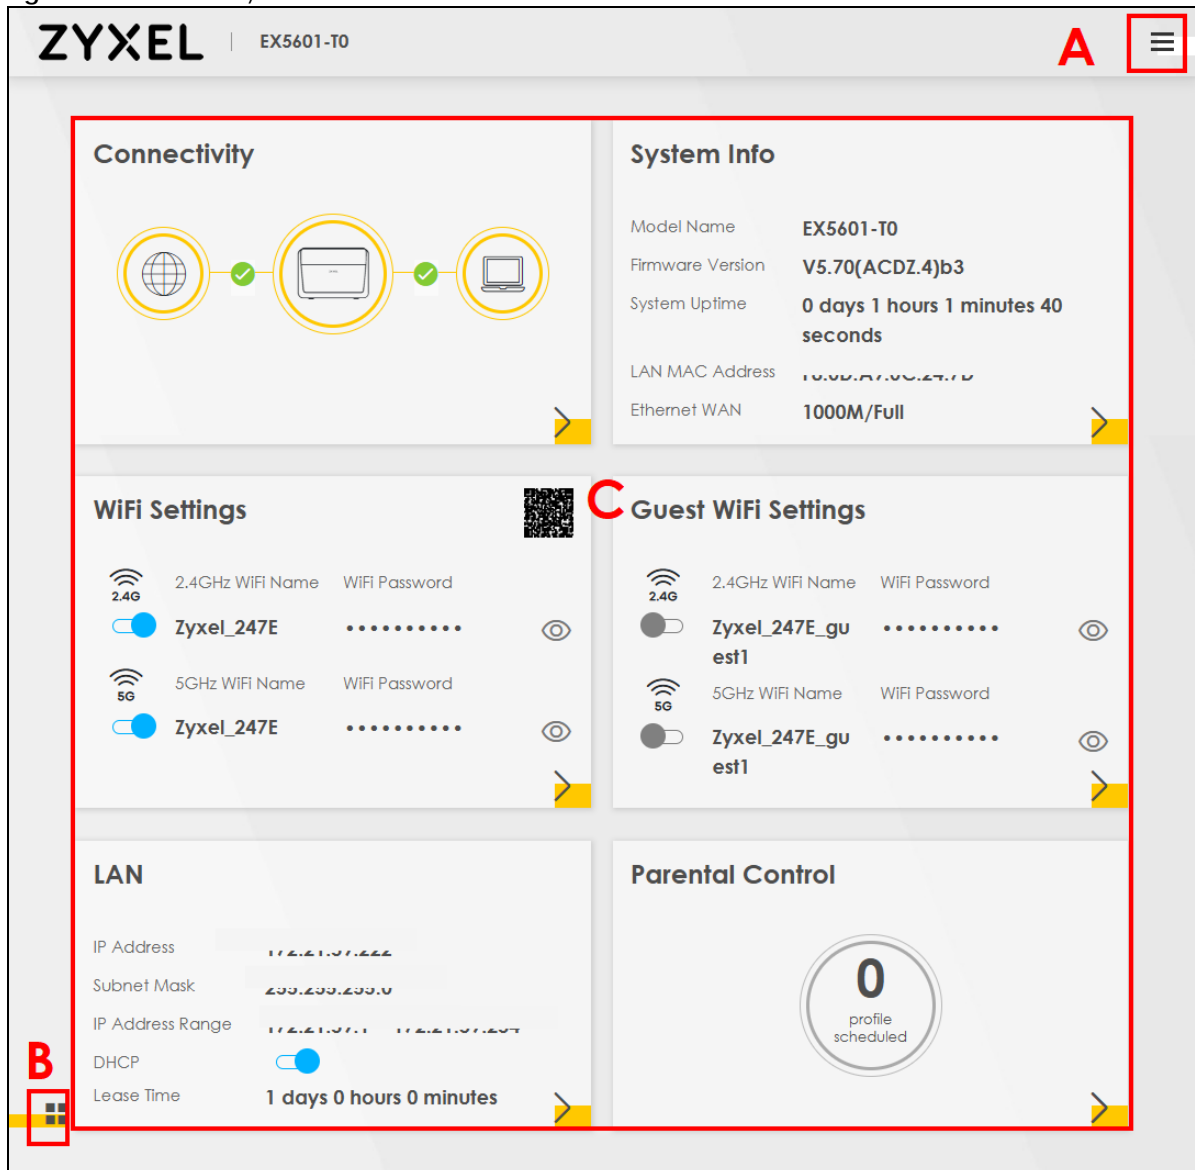 ZYXEL EX5601-T0 A
Connectivity
System Info
Model Name EX5601-T0
Firmware Version V5.70(ACDZ.4)b3
System Uptime 0 days 1 hours 1 minutes 40
seconds
LAN MAC Address
Ethernet WAN 1000M/Full
WiFi Settings
C
Guest WiFi Settings
2.4G 2.4GHz WiFi Name WiFi Password
Zyxel_247E ••••••••••
5G 5GHz WiFi Name WiFi Password
Zyxel_247E ••••••••••
2.4G 2.4GHz WiFi Name WiFi Password
Zyxel_247E_gu ••••••••••
est1
5G 5GHz WiFi Name WiFi Password
Zyxel_247E_gu ••••••••••
est1
LAN
IP Address
Subnet Mask
IP Address Range
DHCP
Lease Time 1 days 0 hours 0 minutes
Parental Control
0
profile
scheduled
B